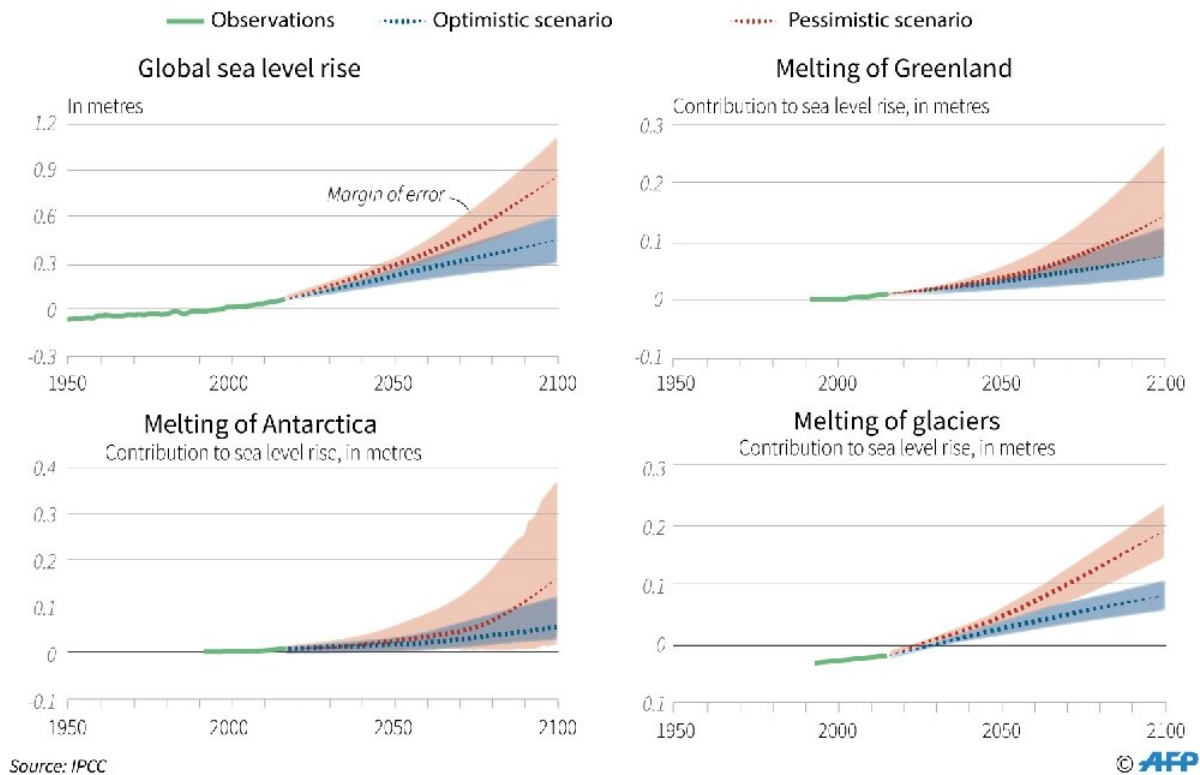 Observations
Optimistic scenario
Pessimistic scenario
Global sea level rise
In metres
1.2
0.9
0.6
0.3
0
-0.3
Margin of error
1950
2000
2050
2100
Melting of Greenland
Contribution to sea level rise, in metres
0.3
0.2
0.1
0
-0.1
1950
2000
2050
2100
Melting of Antarctica
Contribution to sea level rise, in metres
0.4
0.3
0.2
0.1
0
-0.1
1950
2000
2050
2100
Melting of glaciers
Contribution to sea level rise, in metres
0.3
0.2
0.1
0
0.1
1950
2000
2050
2100
Source: IPCC
© AFP